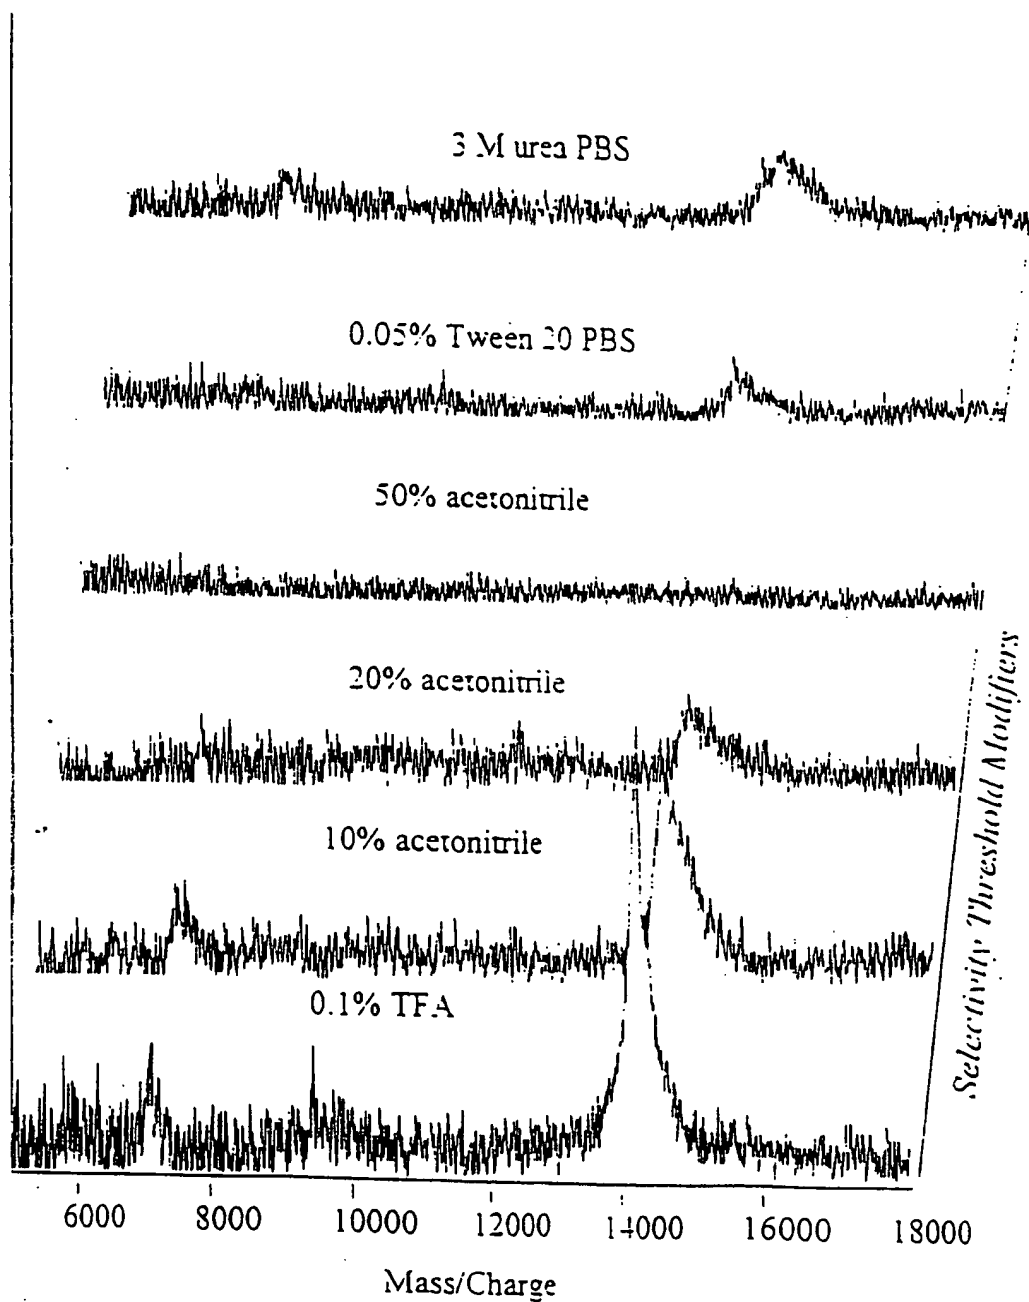 3 M urea PBS
0.05% Tween 20 PBS
50% acetonitrile
20% acetonitrile
10% acetonitrile
0.1% TFA
Selectivity Threshold Modifiers
6000 8000 10000 12000 14000 16000 18000
Mass/Charge